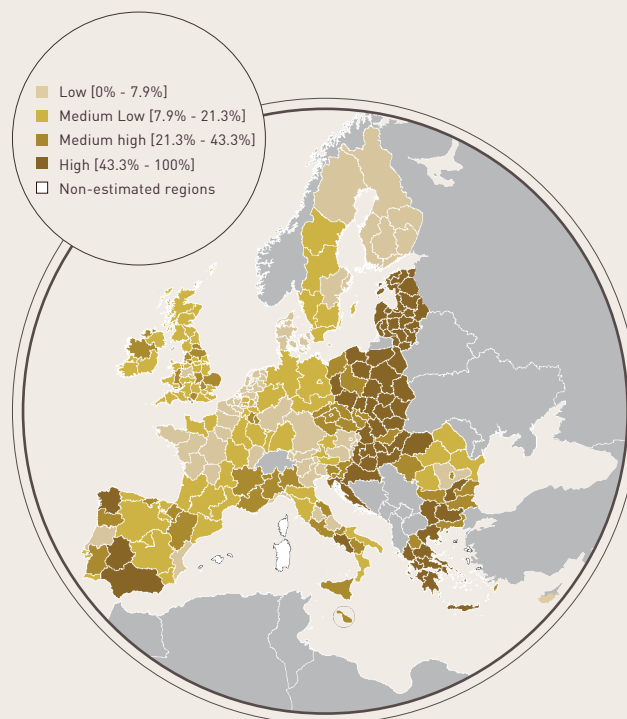 Low [0% - 7.9%]
Medium Low [7.9% - 21.3%]
Medium high [21.3% - 43.3%]
High [43.3% - 100%]
Non-estimated regions